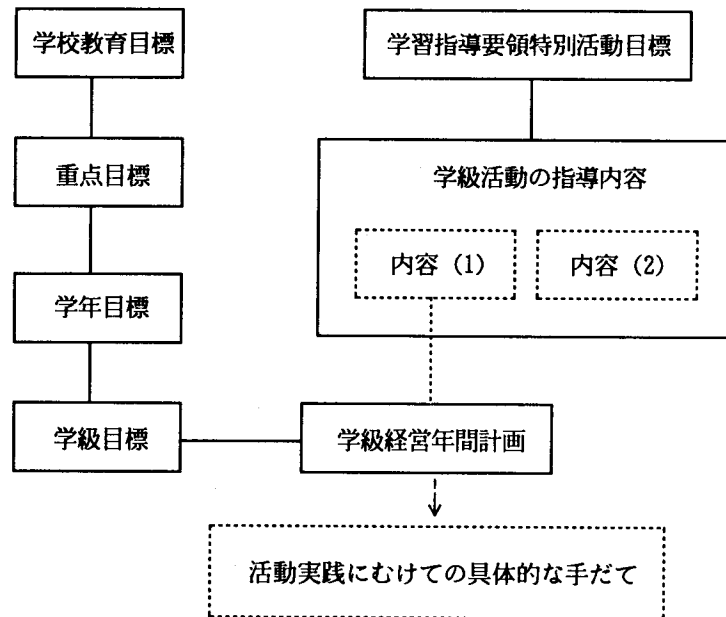 学校教育目標
学習指導要領特別活動目標
重点目標
学級活動の指導内容
内容（1）
内容（2）
学年目標
学級目標
学級経営年間計画
活動実践にむけての具体的な手だて